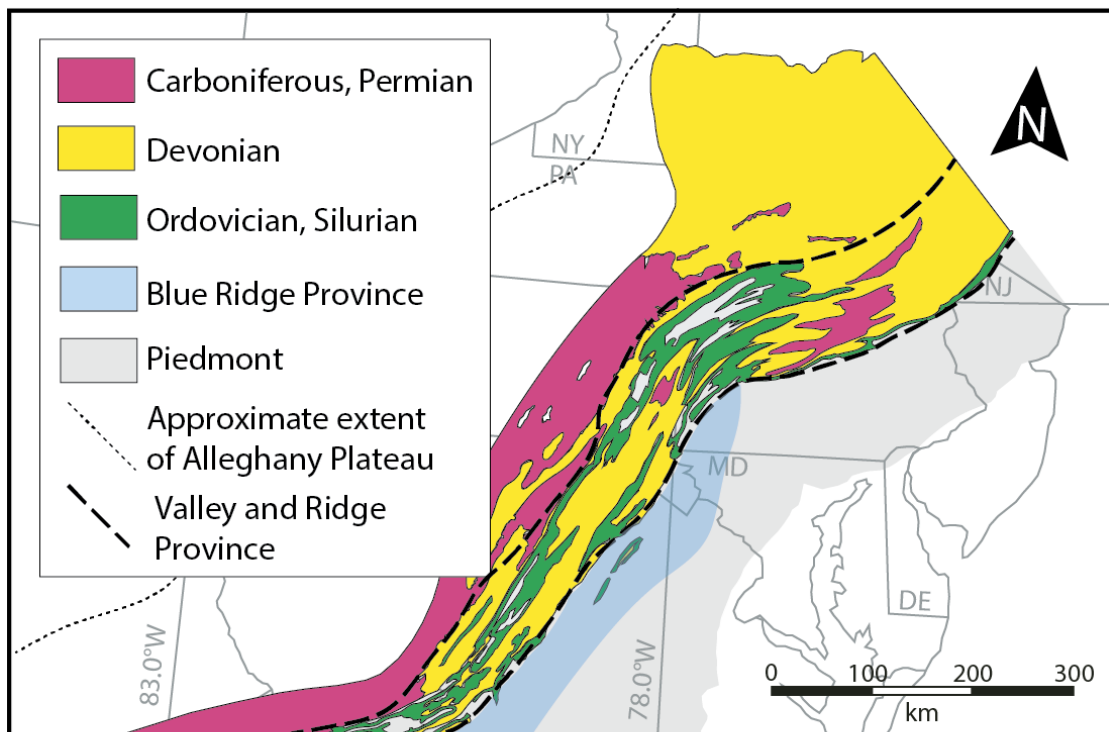 Carboniferous, Permian
Devonian
Ordovician, Silurian
Blue Ridge Province
Piedmont
Approximate extent
of Alleghany Plateau
Valley and Ridge
Province
NY
PA
N
NJ
MD
DE
83.0°W
78.0°W
0 100 200 300
km